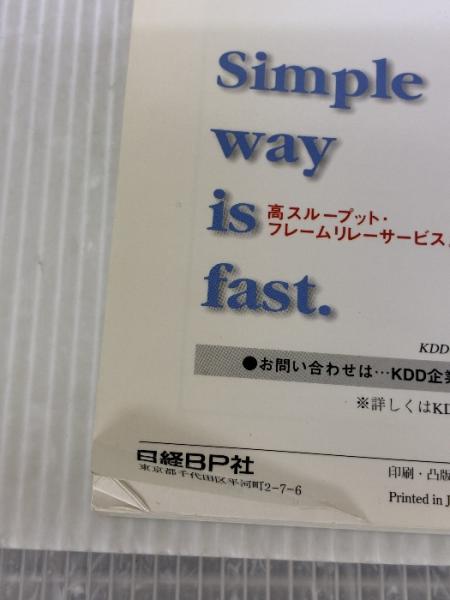 Simple
way
is
高スループット・
フレームリレーサービス
fast.
KDD
●お問い合わせは…KDD企業
※詳しくはKD
日経BP社
東京都千代田区平河町2-7-6
印刷・凸版
Printed in J